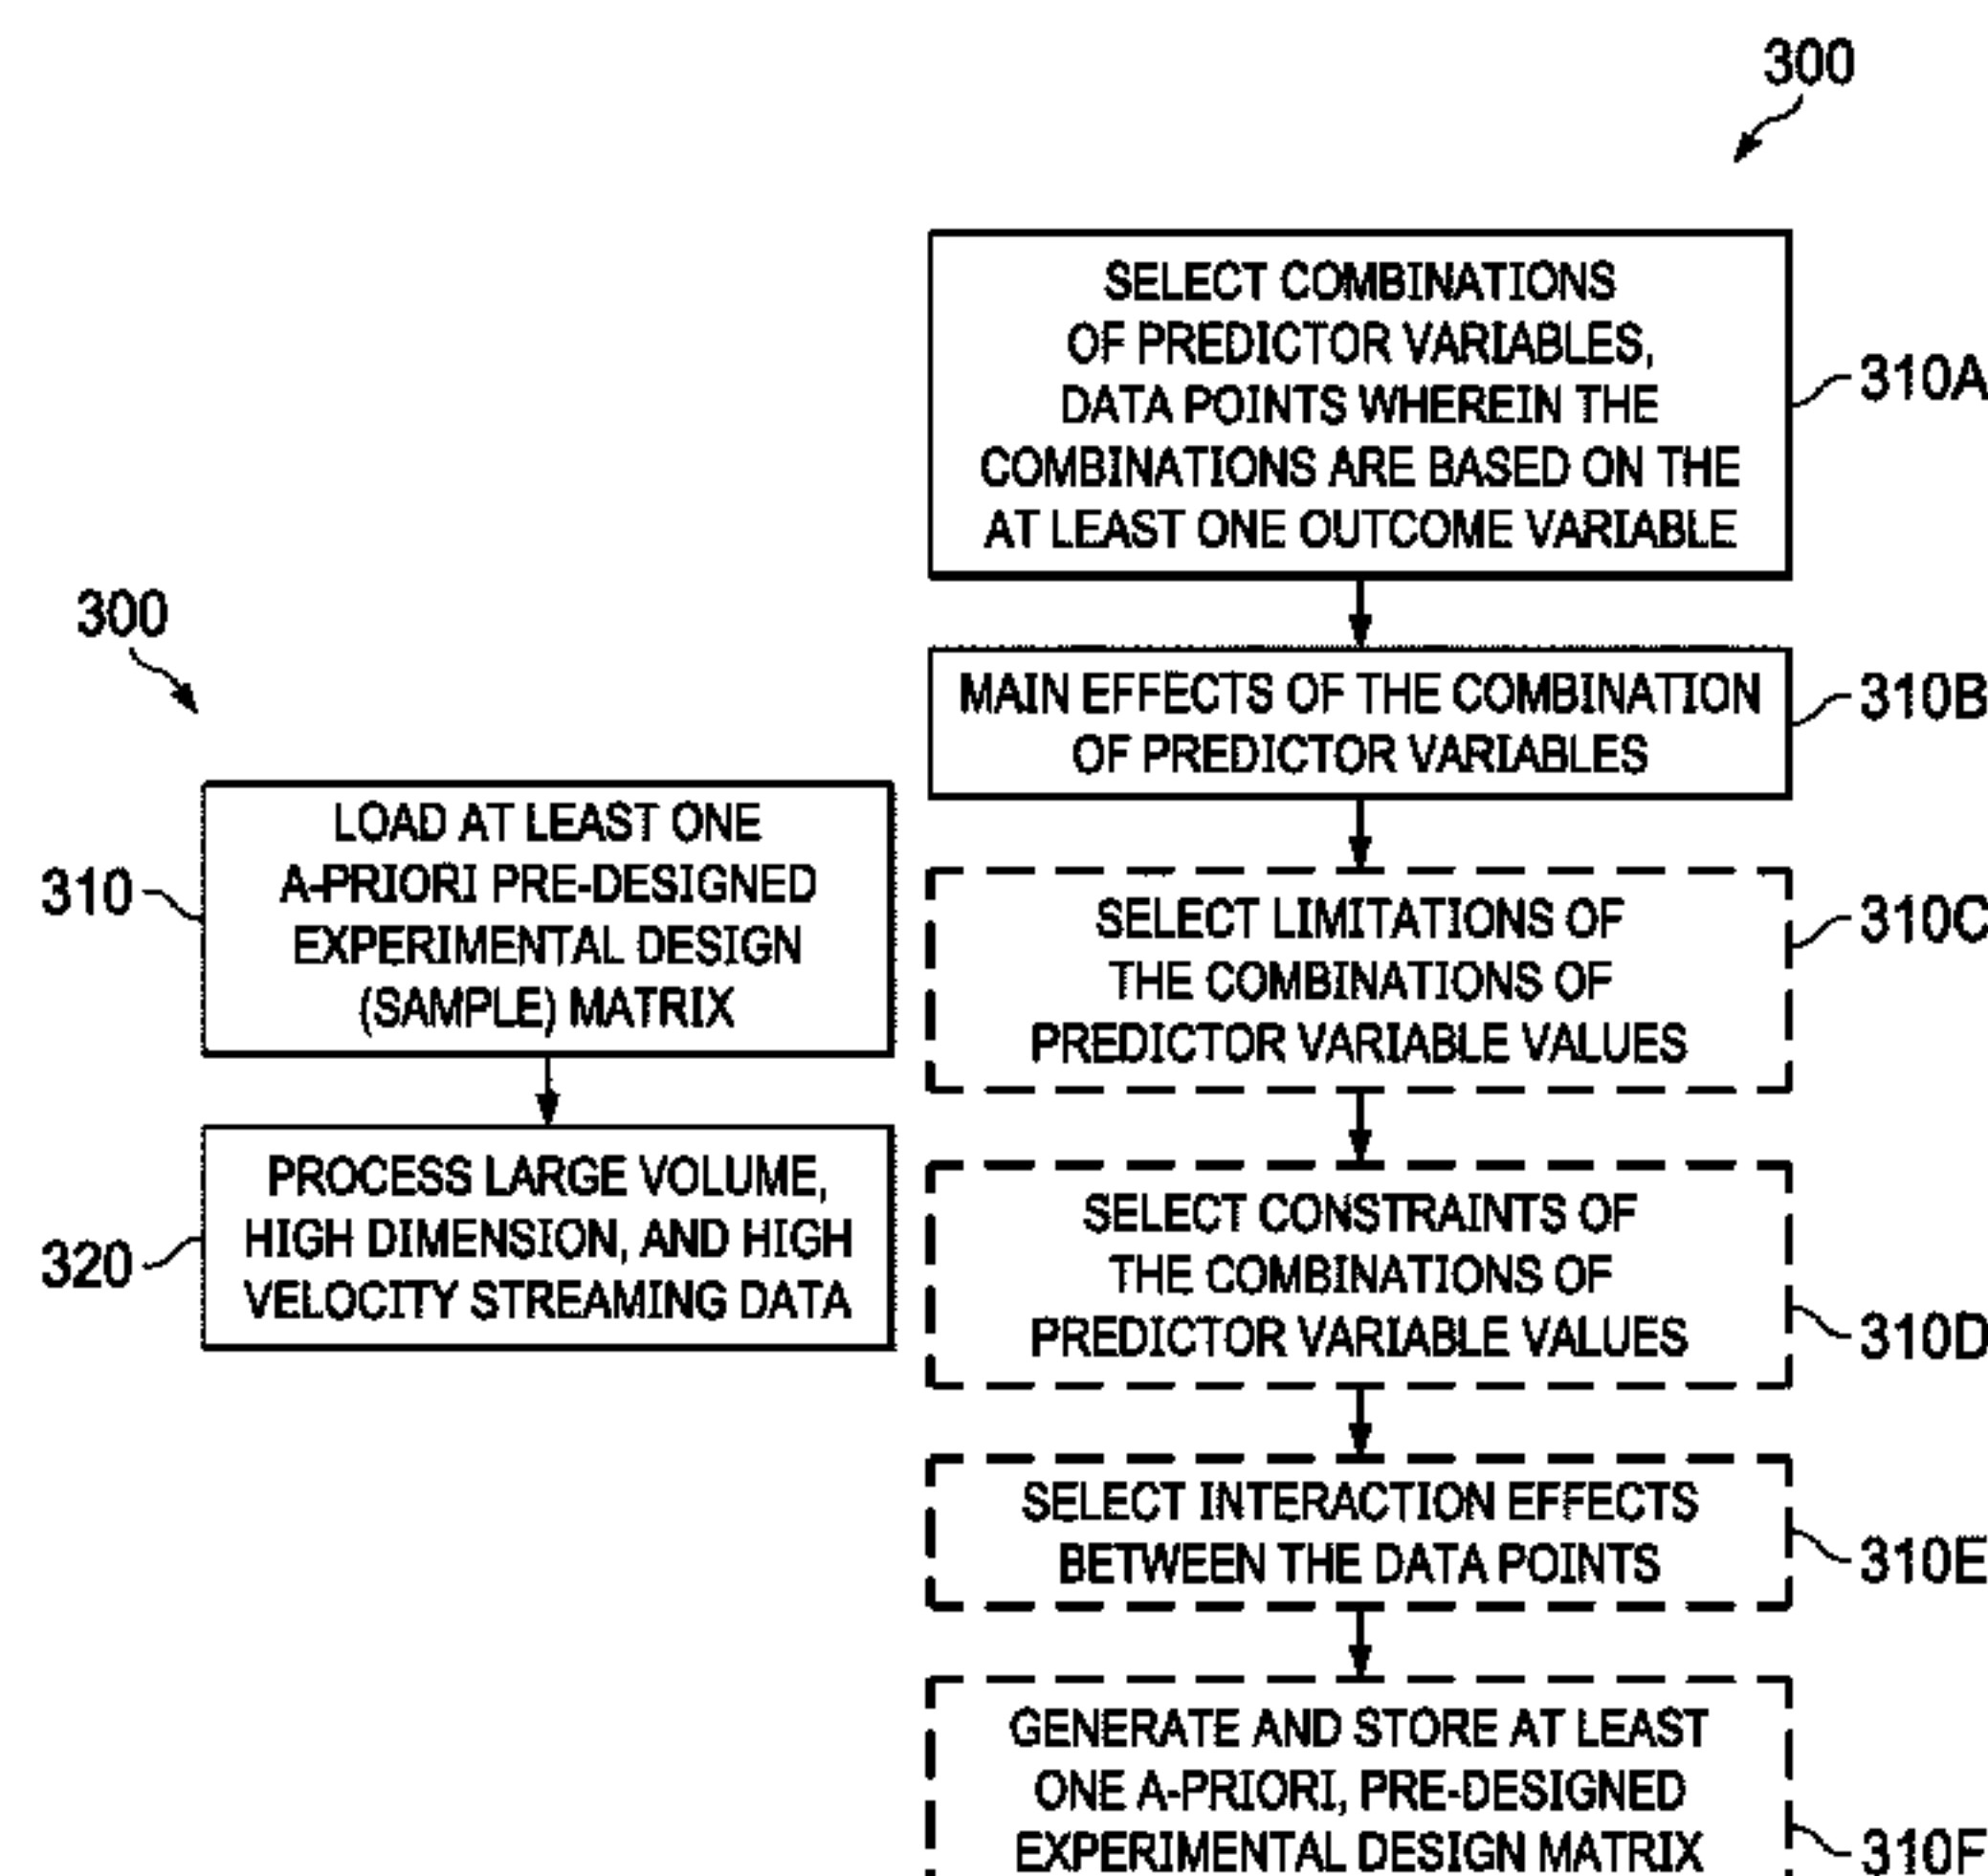 300
SELECT COMBINATIONS
OF PREDICTOR VARIABLES,
DATA POINTS WHEREIN THE
COMBINATIONS ARE BASED ON THE
AT LEAST ONE OUTCOME VARIABLE
310A
MAIN EFFECTS OF THE COMBINATION
OF PREDICTOR VARIABLES
310B
SELECT LIMITATIONS OF
THE COMBINATIONS OF
PREDICTOR VARIABLE VALUES
310C
SELECT CONSTRAINTS OF
THE COMBINATIONS OF
PREDICTOR VARIABLE VALUES
310D
SELECT INTERACTION EFFECTS
BETWEEN THE DATA POINTS
310E
GENERATE AND STORE AT LEAST
ONE A-PRIORI, PRE-DESIGNED
EXPERIMENTAL DESIGN MATRIX
310F
300
LOAD AT LEAST ONE
A-PRIORI PRE-DESIGNED
EXPERIMENTAL DESIGN
(SAMPLE) MATRIX
310
PROCESS LARGE VOLUME,
HIGH DIMENSION, AND HIGH
VELOCITY STREAMING DATA
320